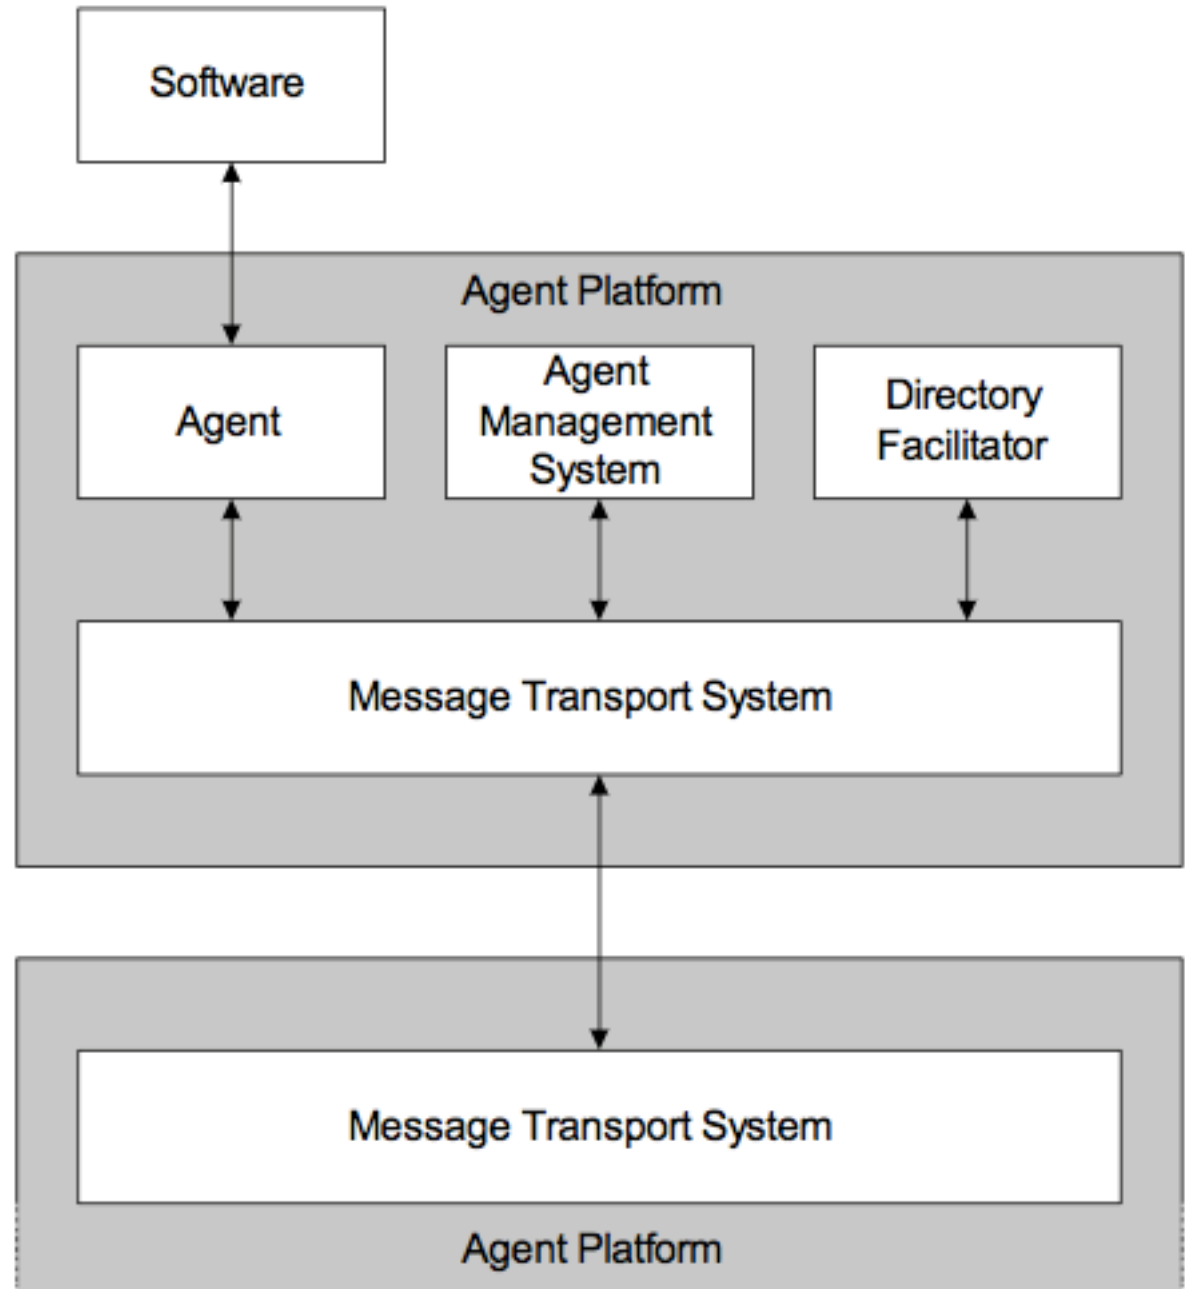 Software
Agent Platform
Agent
Agent
Management
System
Directory
Facilitator
Message Transport System
Message Transport System
Agent Platform